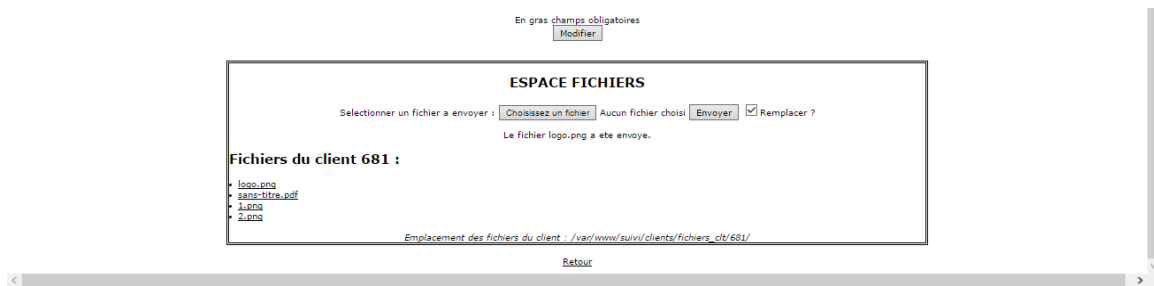 En gras champs obligatoires
Modifier
ESPACE FICHIERS
Selectionner un fichier a envoyer : Choisissez un fichier Aucun fichier choisi Envoyer Remplacer ?
Le fichier logo.png a ete envoye.
Fichiers du client 681 :
logo.png
sans-titre.pdf
1.png
2.png
Emplacement des fichiers du client : /var/www/suivi/clients/fichiers_clt/681/
Retour